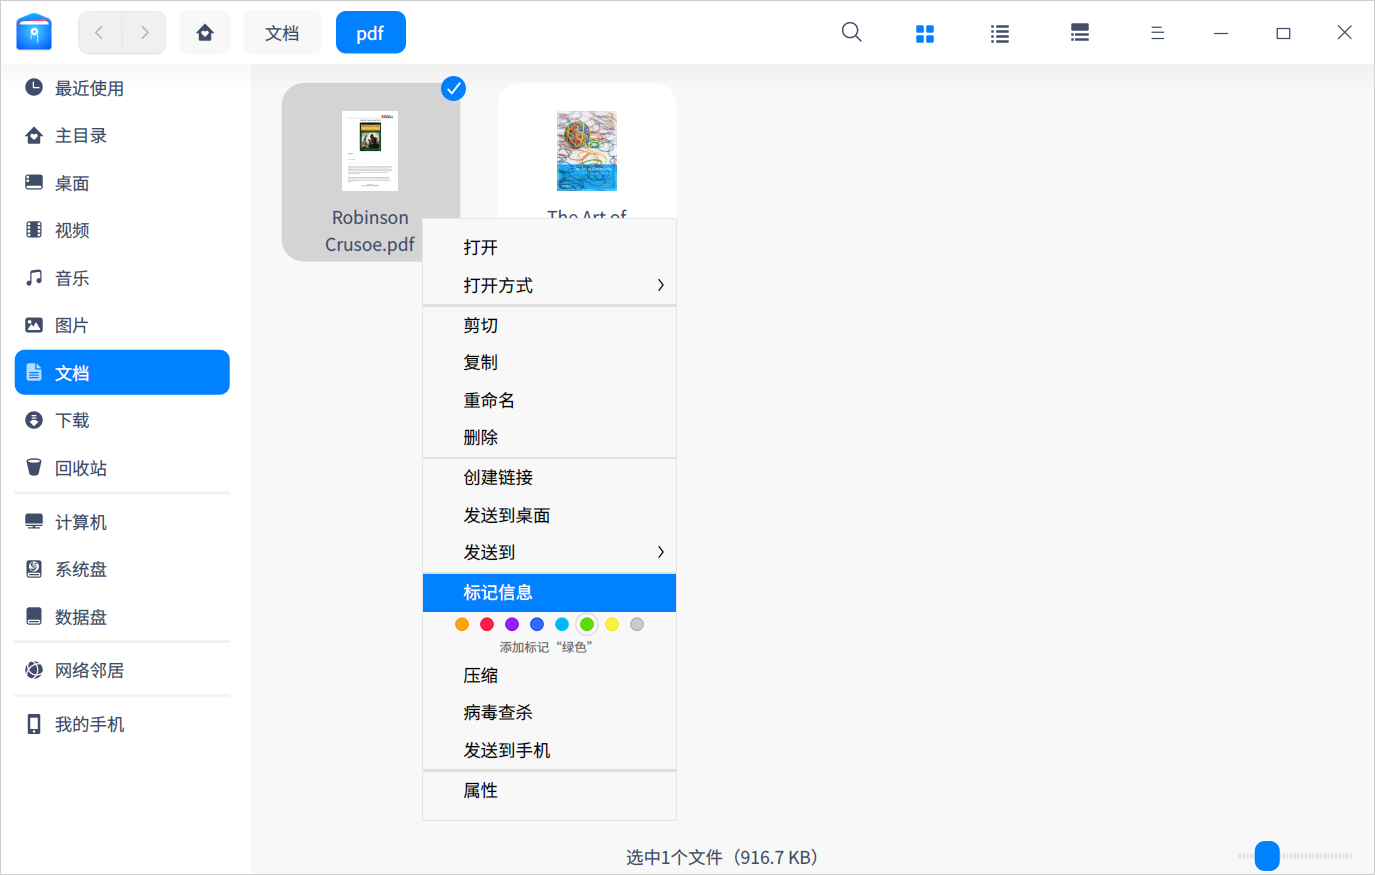 文档
pdf
最近使用
主目录
桌面
视频
音乐
图片
文档
下载
回收站
计算机
系统盘
数据盘
网络邻居
我的手机
Robinson
Crusoe.pdf
The Art of
打开
打开方式
剪切
复制
重命名
删除
创建链接
发送到桌面
发送到
标记信息
添加标记“绿色”
压缩
病毒查杀
发送到手机
属性
选中1个文件（916.7 KB）